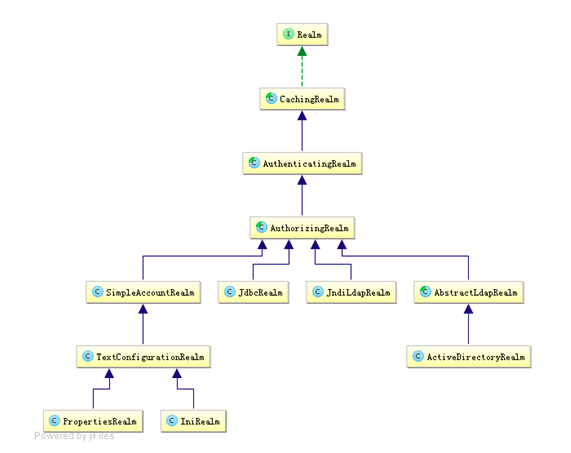 I Realm
C CachingRealm
C AuthenticatingRealm
C AuthorizingRealm
C SimpleAccountRealm C JdbcRealm C JndiLdapRealm C AbstractLdapRealm
C TextConfigurationRealm C ActiveDirectoryRealm
C PropertiesRealm C IniRealm
Powered by yFiles